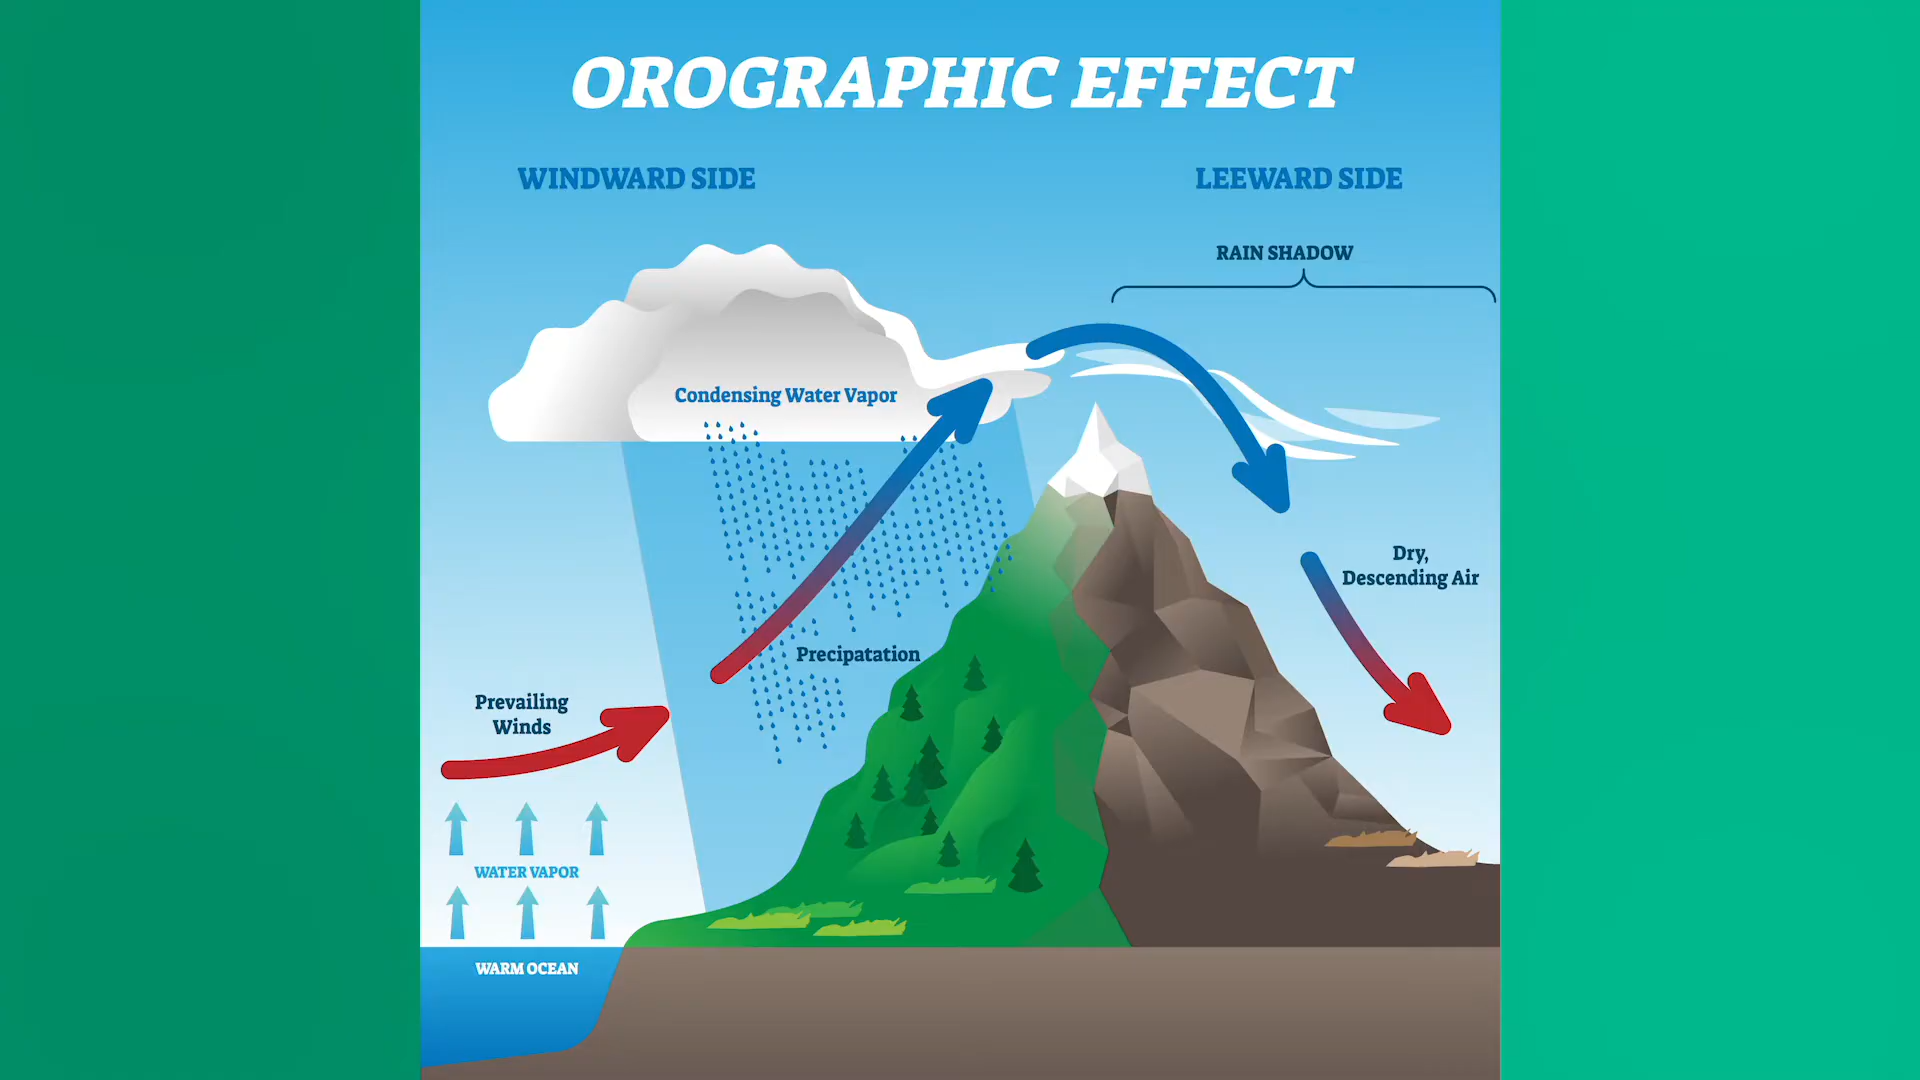 OROGRAPHIC EFFECT
WINDWARD SIDE
LEEWARD SIDE
RAIN SHADOW
Condensing Water Vapor
Dry,
Descending Air
Precipatation
Prevailing
Winds
WATER VAPOR
WARM OCEAN